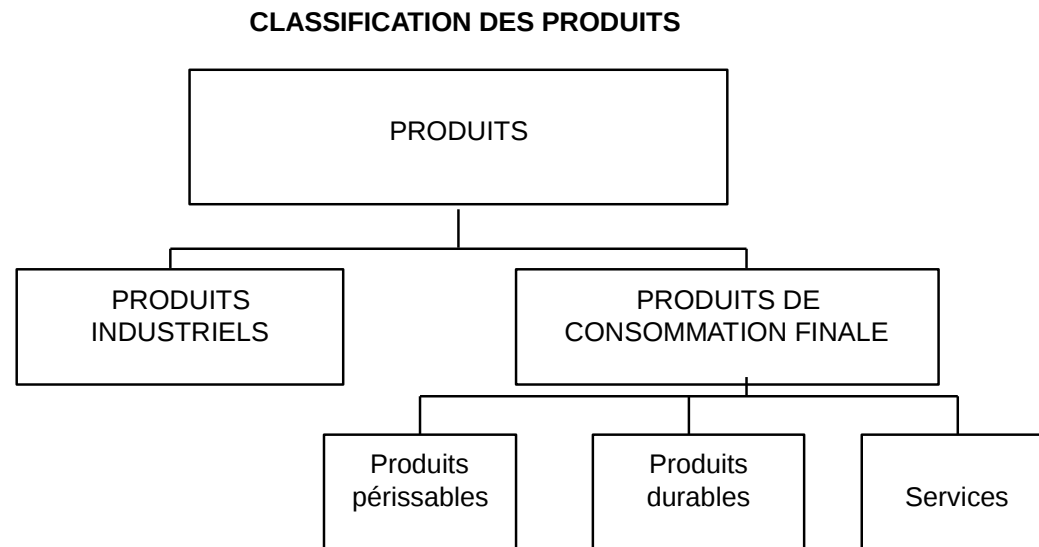 CLASSIFICATION DES PRODUITS
PRODUITS
PRODUITS
INDUSTRIELS
PRODUITS DE
CONSOMMATION FINALE
Produits
périssables
Produits
durables
Services